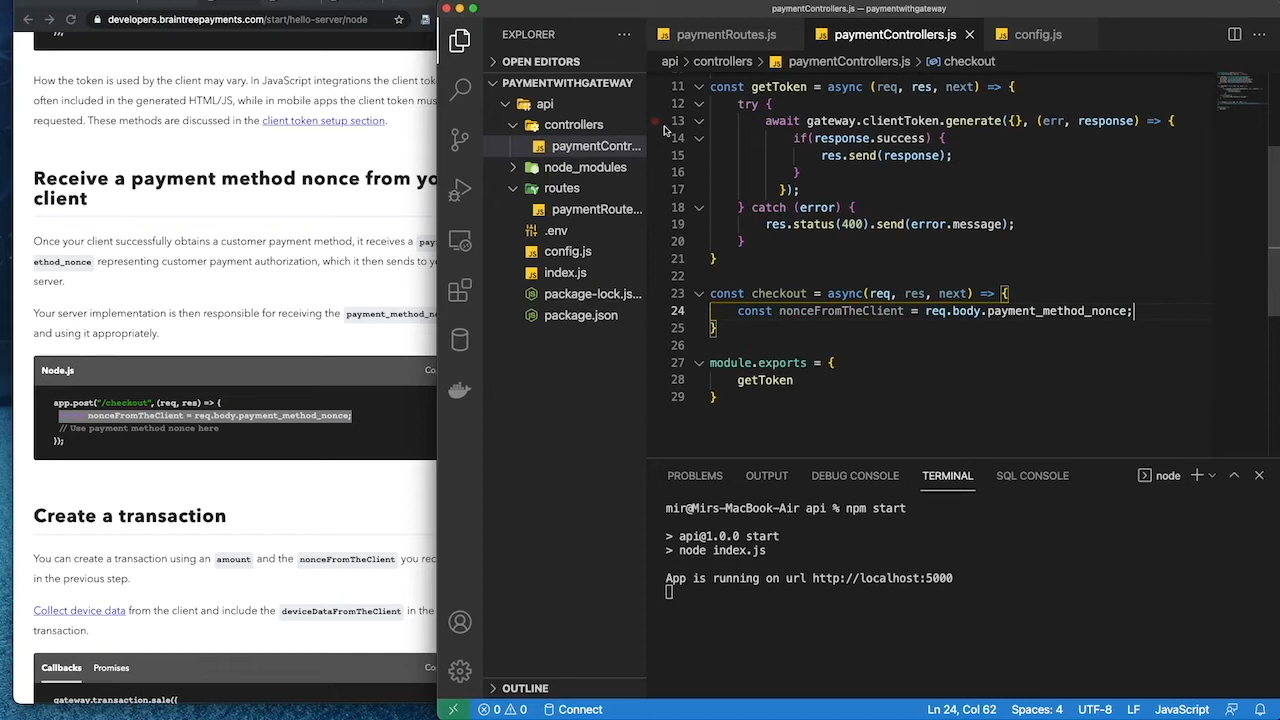 developers.braintreepayments.com/start/hello-server/node
});
How the token is used by the client may vary. In JavaScript integrations the client tok
often included in the generated HTML/JS, while in mobile apps the client token mus
requested. These methods are discussed in the client token setup section.
Receive a payment method nonce from yo
client
Once your client successfully obtains a customer payment method, it receives a pay
ethod_nonce representing customer payment authorization, which it then sends to yo
server.
Your server implementation is then responsible for receiving the payment_method_no
and using it appropriately.
Node.js
Co
app.post("/checkout", (req, res) => {
nonceFromTheClient = req.body.payment_method_nonce;
// Use payment method nonce here
});
Create a transaction
You can create a transaction using an amount and the nonceFromTheClient you rec
in the previous step.
Collect device data from the client and include the deviceDataFromTheClient in the
transaction.
Callbacks Promises Co
gateway.transaction.sale({
paymentControllers.js — paymentwithgateway
EXPLORER
OPEN EDITORS
PAYMENTWITHGATEWAY
api
controllers
paymentContr...
node_modules
routes
paymentRoute...
.env
config.js
index.js
package-lock.js...
package.json
OUTLINE
paymentRoutes.js paymentControllers.js config.js
api > controllers > paymentControllers.js > checkout
11 const getToken = async (req, res, next) => {
12 try {
13 await gateway.clientToken.generate({}, (err, response) => {
14 if(response.success) {
15 res.send(response);
16 }
17 });
18 } catch (error) {
19 res.status(400).send(error.message);
20 }
21 }
22
23 const checkout = async(req, res, next) => {
24 const nonceFromTheClient = req.body.payment_method_nonce;
25 }
26
27 module.exports = {
28 getToken
29 }
PROBLEMS OUTPUT DEBUG CONSOLE TERMINAL SQL CONSOLE node
mir@Mirs-MacBook-Air api % npm start
> api@1.0.0 start
> node index.js
App is running on url http://localhost:5000
0 0 Connect Ln 24, Col 62 Spaces: 4 UTF-8 LF JavaScript